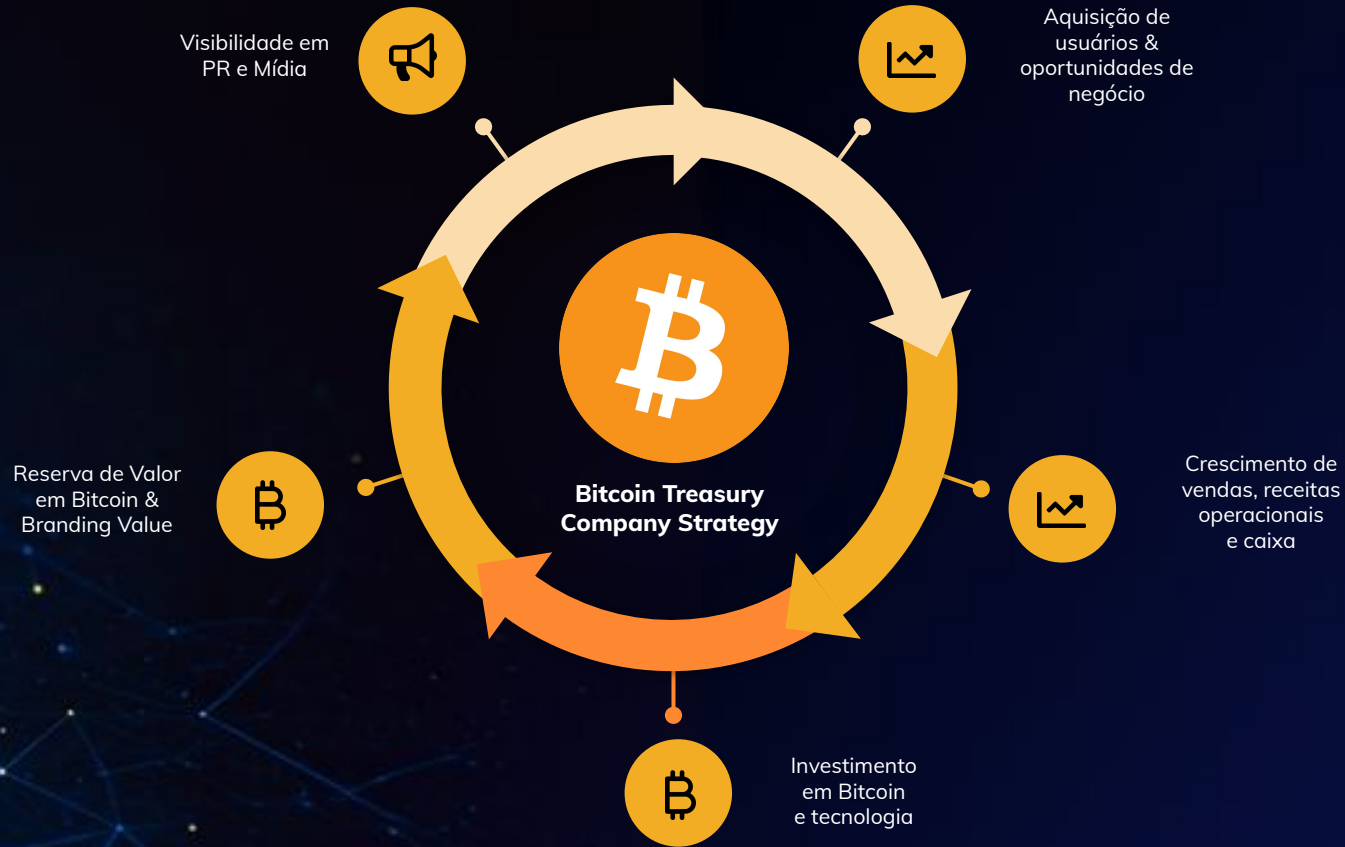 Visibilidade em
PR e Mídia
Aquisição de
usuários &
oportunidades de
negócio
Bitcoin Treasury
Company Strategy
Reserva de Valor
em Bitcoin &
Branding Value
Crescimento de
vendas, receitas
operacionais
e caixa
Investimento
em Bitcoin
e tecnologia